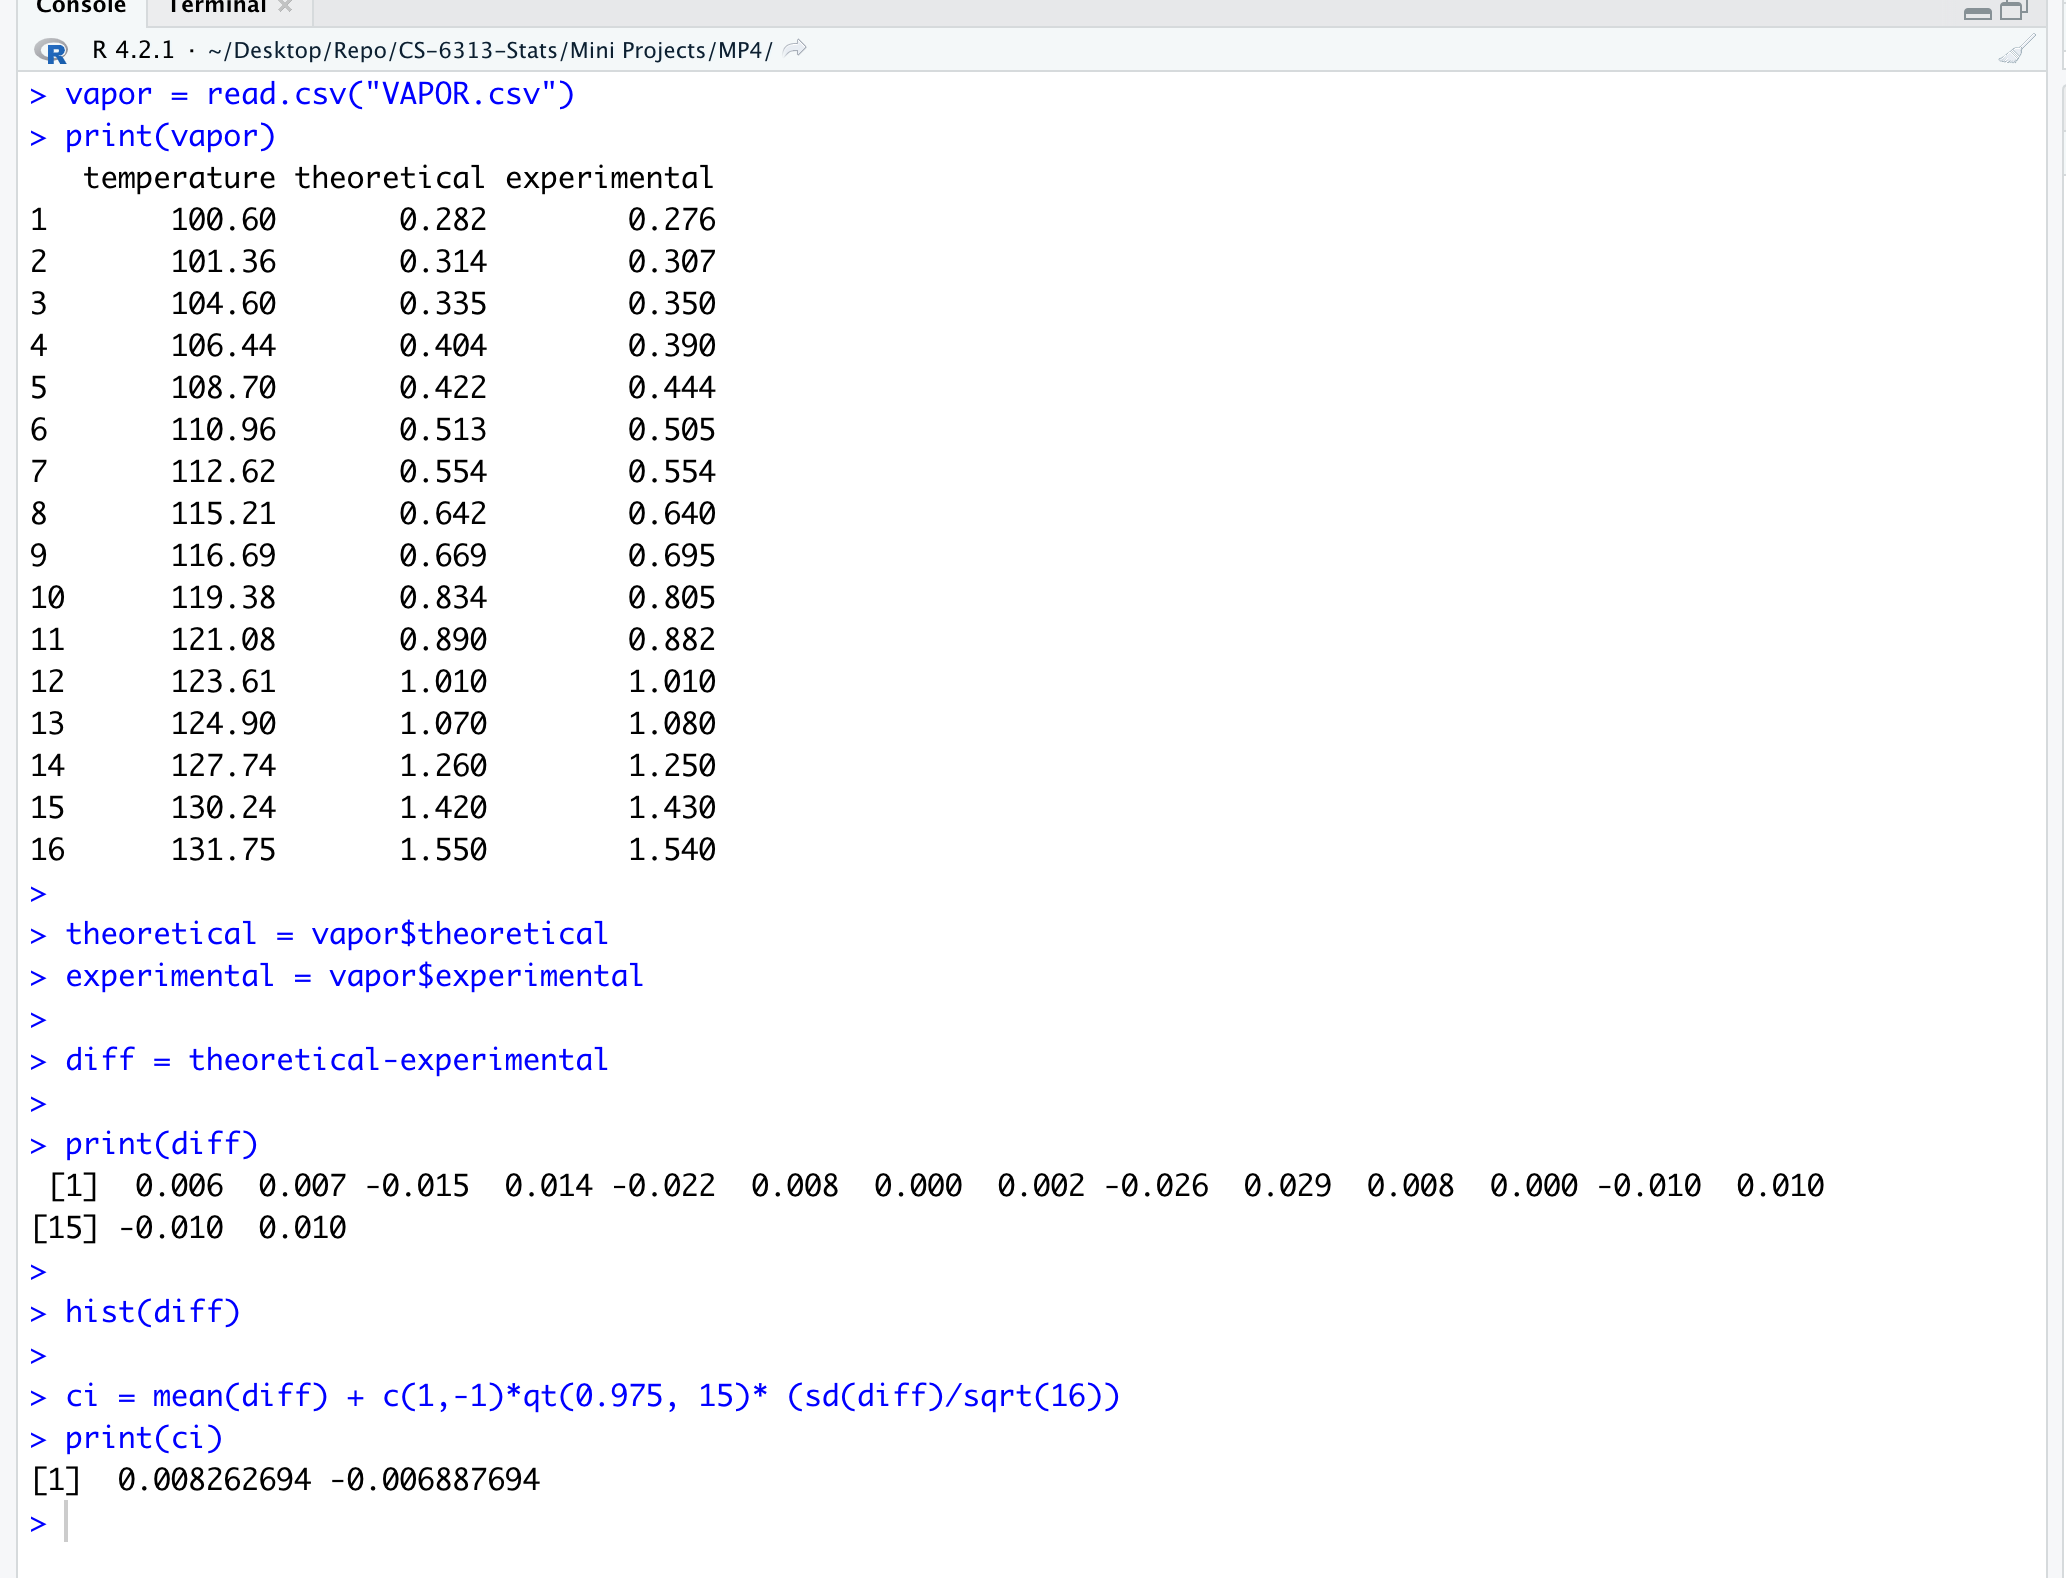 Console Terminal ×
R R 4.2.1 · ~/Desktop/Repo/CS-6313-Stats/Mini Projects/MP4/
> vapor = read.csv("VAPOR.csv")
> print(vapor)
   temperature theoretical experimental
1       100.60       0.282        0.276
2       101.36       0.314        0.307
3       104.60       0.335        0.350
4       106.44       0.404        0.390
5       108.70       0.422        0.444
6       110.96       0.513        0.505
7       112.62       0.554        0.554
8       115.21       0.642        0.640
9       116.69       0.669        0.695
10      119.38       0.834        0.805
11      121.08       0.890        0.882
12      123.61       1.010        1.010
13      124.90       1.070        1.080
14      127.74       1.260        1.250
15      130.24       1.420        1.430
16      131.75       1.550        1.540
>
> theoretical = vapor$theoretical
> experimental = vapor$experimental
>
> diff = theoretical-experimental
>
> print(diff)
 [1]  0.006  0.007 -0.015  0.014 -0.022  0.008  0.000  0.002 -0.026  0.029  0.008  0.000 -0.010  0.010
[15] -0.010  0.010
>
> hist(diff)
>
> ci = mean(diff) + c(1,-1)*qt(0.975, 15)* (sd(diff)/sqrt(16))
> print(ci)
[1]  0.008262694 -0.006887694
>